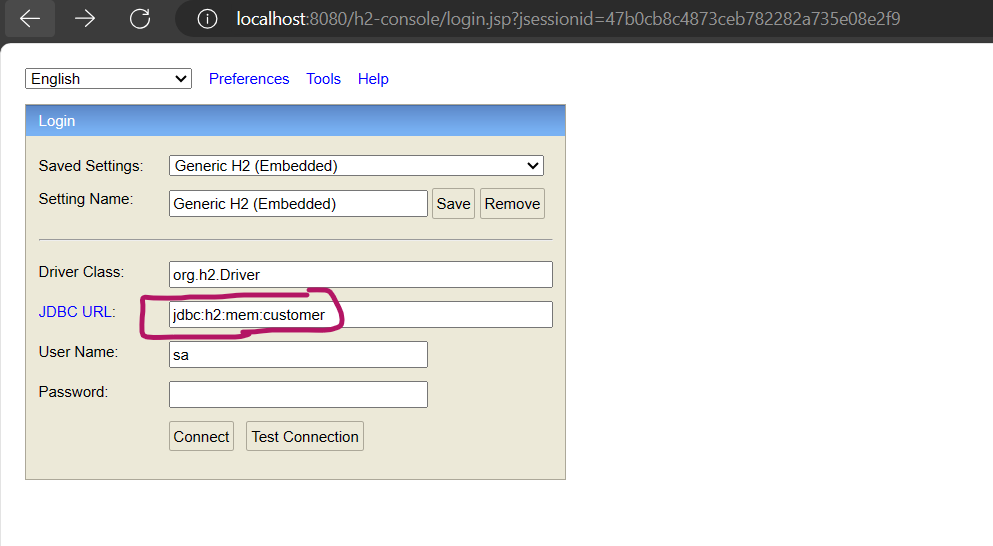 localhost:8080/h2-console/login.jsp?jsessionid=47b0cb8c4873ceb782282a735e08e2f9
English Preferences Tools Help
Login
Saved Settings: Generic H2 (Embedded)
Setting Name: Generic H2 (Embedded) Save Remove
Driver Class: org.h2.Driver
JDBC URL: jdbc:h2:mem:customer
User Name: sa
Password:
Connect Test Connection